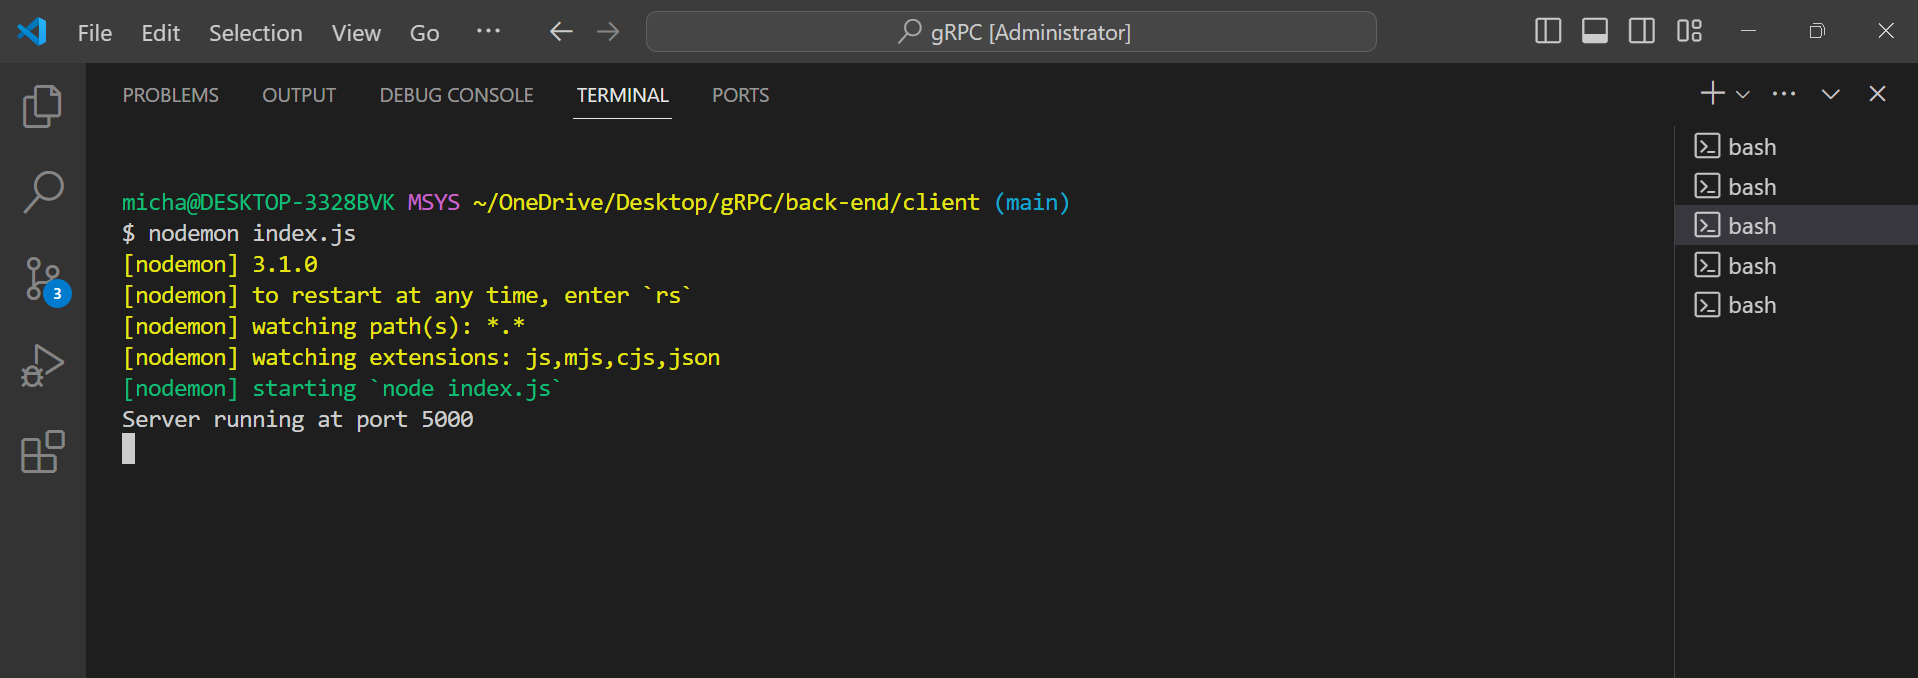 File Edit Selection View Go ··· gRPC [Administrator]
PROBLEMS OUTPUT DEBUG CONSOLE TERMINAL PORTS
micha@DESKTOP-3328BVK MSYS ~/OneDrive/Desktop/gRPC/back-end/client (main)
$ nodemon index.js
[nodemon] 3.1.0
[nodemon] to restart at any time, enter `rs`
[nodemon] watching path(s): *.*
[nodemon] watching extensions: js,mjs,cjs,json
[nodemon] starting `node index.js`
Server running at port 5000
3
bash
bash
bash
bash
bash